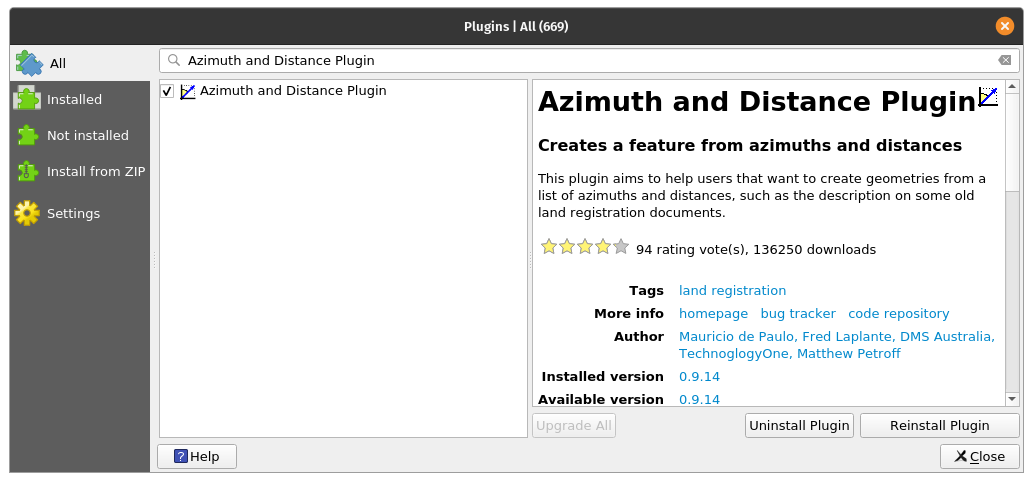 Plugins | All (669)
All
Installed
Not installed
Install from ZIP
Settings
Azimuth and Distance Plugin
Azimuth and Distance Plugin
Azimuth and Distance Plugin
Creates a feature from azimuths and distances
This plugin aims to help users that want to create geometries from a
list of azimuths and distances, such as the description on some old
land registration documents.
94 rating vote(s), 136250 downloads
Tags land registration
More info homepage bug tracker code repository
Author Mauricio de Paulo, Fred Laplante, DMS Australia,
TechnoglogyOne, Matthew Petroff
Installed version 0.9.14
Available version 0.9.14
Upgrade All Uninstall Plugin Reinstall Plugin
Help Close